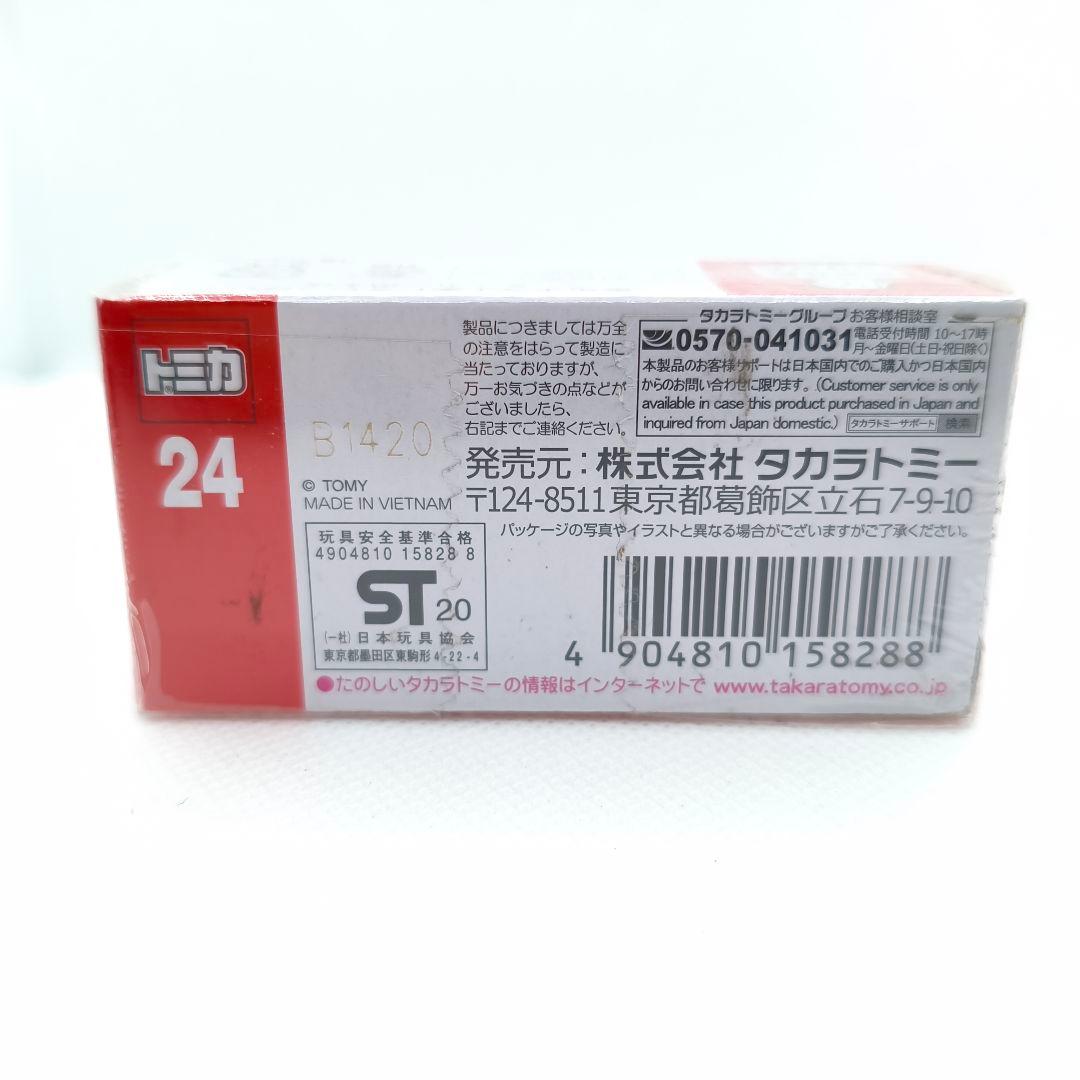 トミカ®
24
B1420
© TOMY
MADE IN VIETNAM
製品につきましては万全
の注意をはらって製造に
当たっておりますが、
万一お気づきの点などが
ございましたら、
右記までご連絡ください。
タカラトミーグループ お客様相談室
0570-041031
電話受付時間 10〜17時
月〜金曜日(土日・祝日除く)
本製品のお客様サポートは日本国内でのご購入かつ日本国内
からのお問い合わせに限ります。(Customer service is only
available in case this product purchased in Japan and
inquired from Japan domestic.) タカラトミーサポート 検索
発売元:株式会社 タカラトミー
〒124-8511 東京都葛飾区立石7-9-10
パッケージの写真やイラストと異なる場合がございますがご了承ください。
玩具安全基準合格
4904810 15828 8
ST 20
(一社)日本玩具協会
東京都墨田区東駒形4-22-4
4 904810 158288
●たのしいタカラトミーの情報はインターネットで www.takaratomy.co.jp